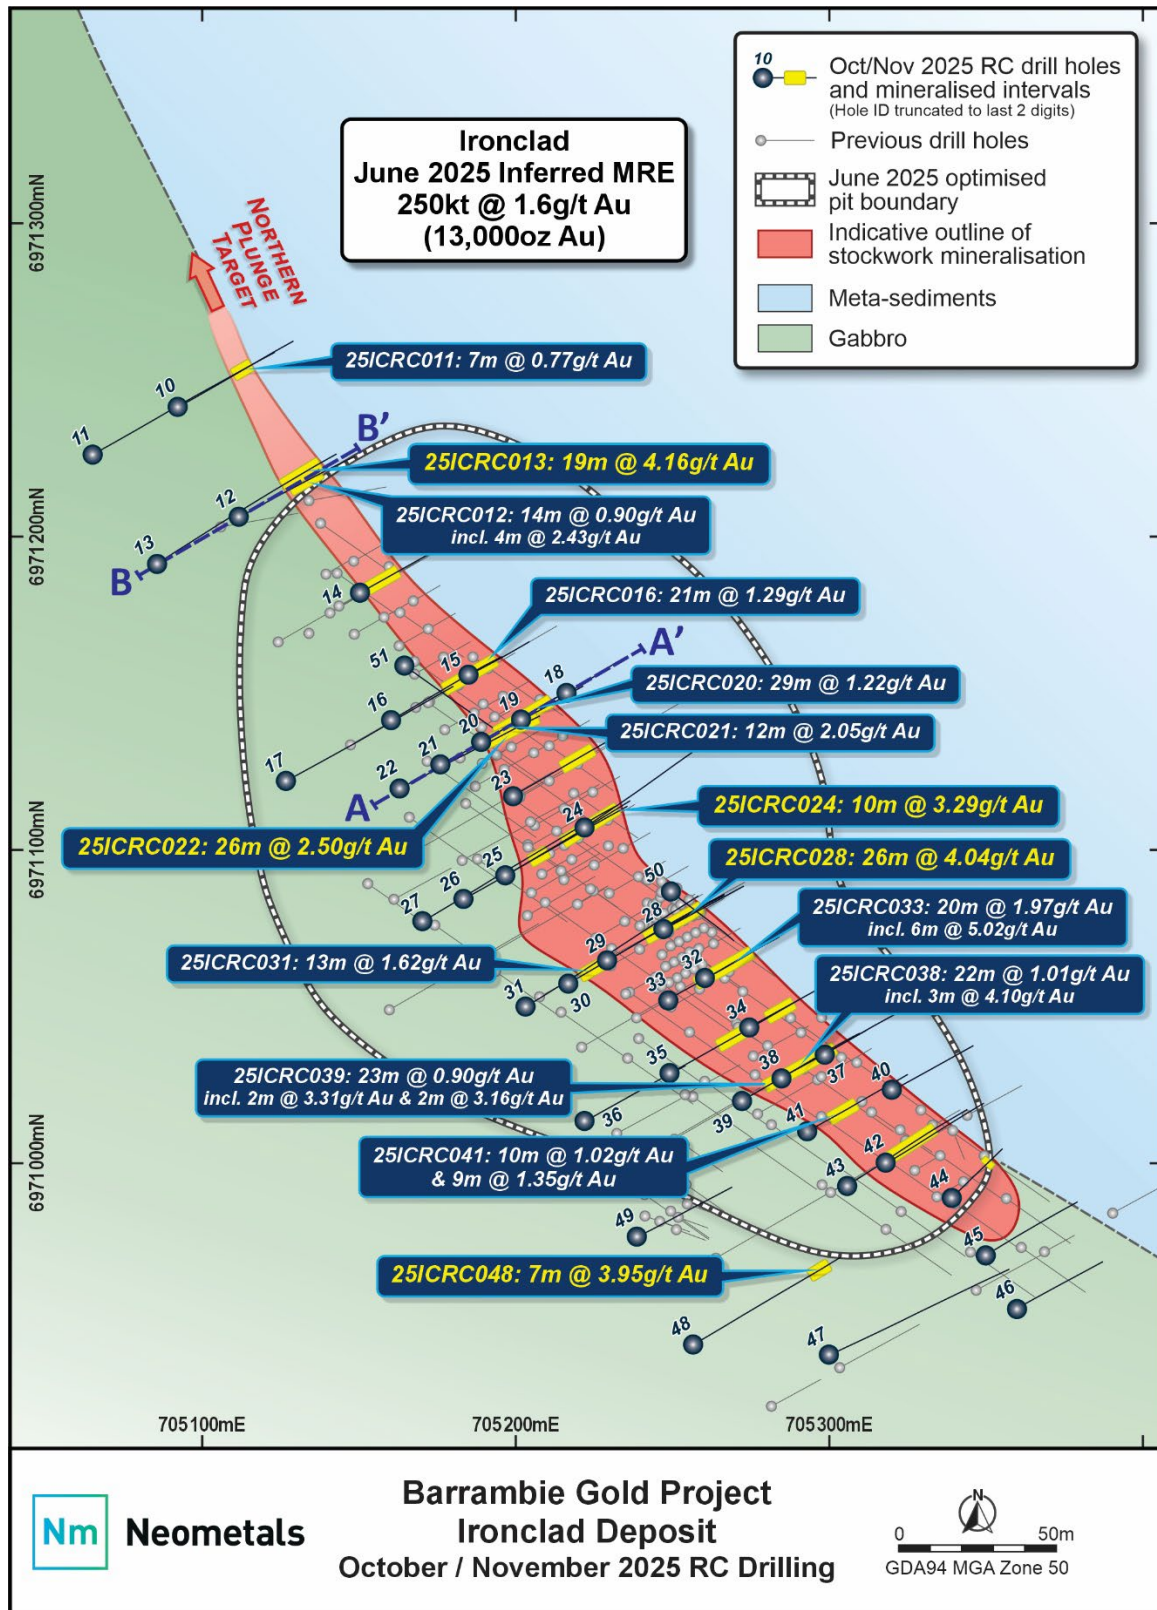 10
Oct/Nov 2025 RC drill holes
and mineralised intervals
(Hole ID truncated to last 2 digits)
Previous drill holes
June 2025 optimised
pit boundary
Indicative outline of
stockwork mineralisation
Meta-sediments
Gabbro
Ironclad
June 2025 Inferred MRE
250kt @ 1.6g/t Au
(13,000oz Au)
6971300mN
NORTHERN
PLUNGE
TARGET
25ICRC011: 7m @ 0.77g/t Au
10
11
B'
25ICRC013: 19m @ 4.16g/t Au
12
25ICRC012: 14m @ 0.90g/t Au
incl. 4m @ 2.43g/t Au
6971200mN
13
B
14
25ICRC016: 21m @ 1.29g/t Au
51
15
A'
18
25ICRC020: 29m @ 1.22g/t Au
16
19
25ICRC021: 12m @ 2.05g/t Au
20
21
17
22
23
A
24
25ICRC024: 10m @ 3.29g/t Au
25ICRC022: 26m @ 2.50g/t Au
6971100mN
25
50
25ICRC028: 26m @ 4.04g/t Au
26
27
28
25ICRC033: 20m @ 1.97g/t Au
incl. 6m @ 5.02g/t Au
29
25ICRC031: 13m @ 1.62g/t Au
32
33
25ICRC038: 22m @ 1.01g/t Au
incl. 3m @ 4.10g/t Au
31
30
34
35
38
37
40
25ICRC039: 23m @ 0.90g/t Au
incl. 2m @ 3.31g/t Au & 2m @ 3.16g/t Au
36
39
41
25ICRC041: 10m @ 1.02g/t Au
& 9m @ 1.35g/t Au
42
6971000mN
43
44
49
45
25ICRC048: 7m @ 3.95g/t Au
46
48
47
705100mE
705200mE
705300mE
Nm
Neometals
Barrambie Gold Project
Ironclad Deposit
October / November 2025 RC Drilling
N
0
50m
GDA94 MGA Zone 50